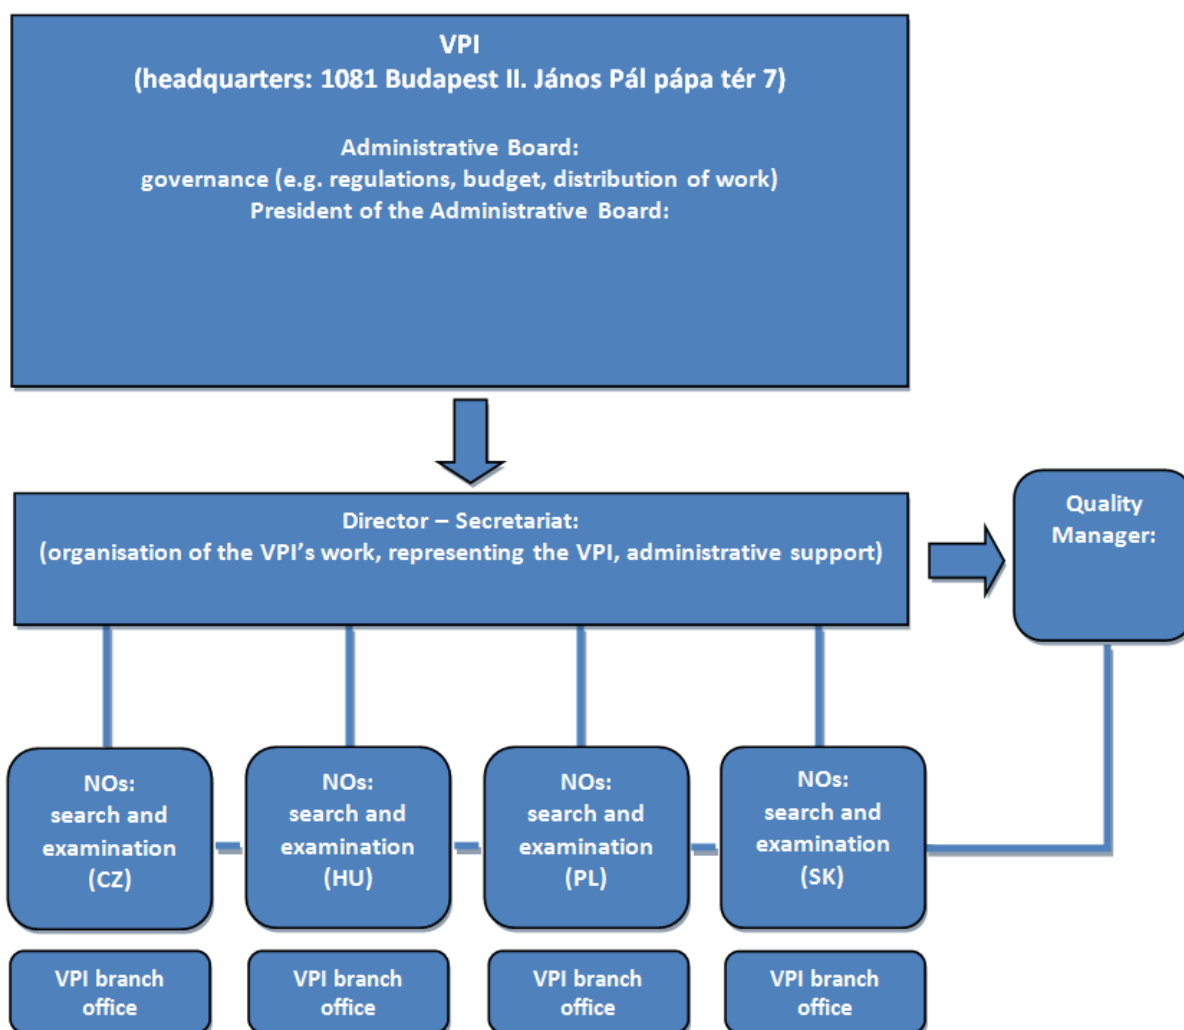 VPI
(headquarters: 1081 Budapest II. János Pál pápa tér 7)
Administrative Board:
governance (e.g. regulations, budget, distribution of work)
President of the Administrative Board:
Director – Secretariat:
(organisation of the VPI’s work, representing the VPI, administrative support)
Quality
Manager:
NOs:
search and
examination
(CZ)
NOs:
search and
examination
(HU)
NOs:
search and
examination
(PL)
NOs:
search and
examination
(SK)
VPI branch
office
VPI branch
office
VPI branch
office
VPI branch
office